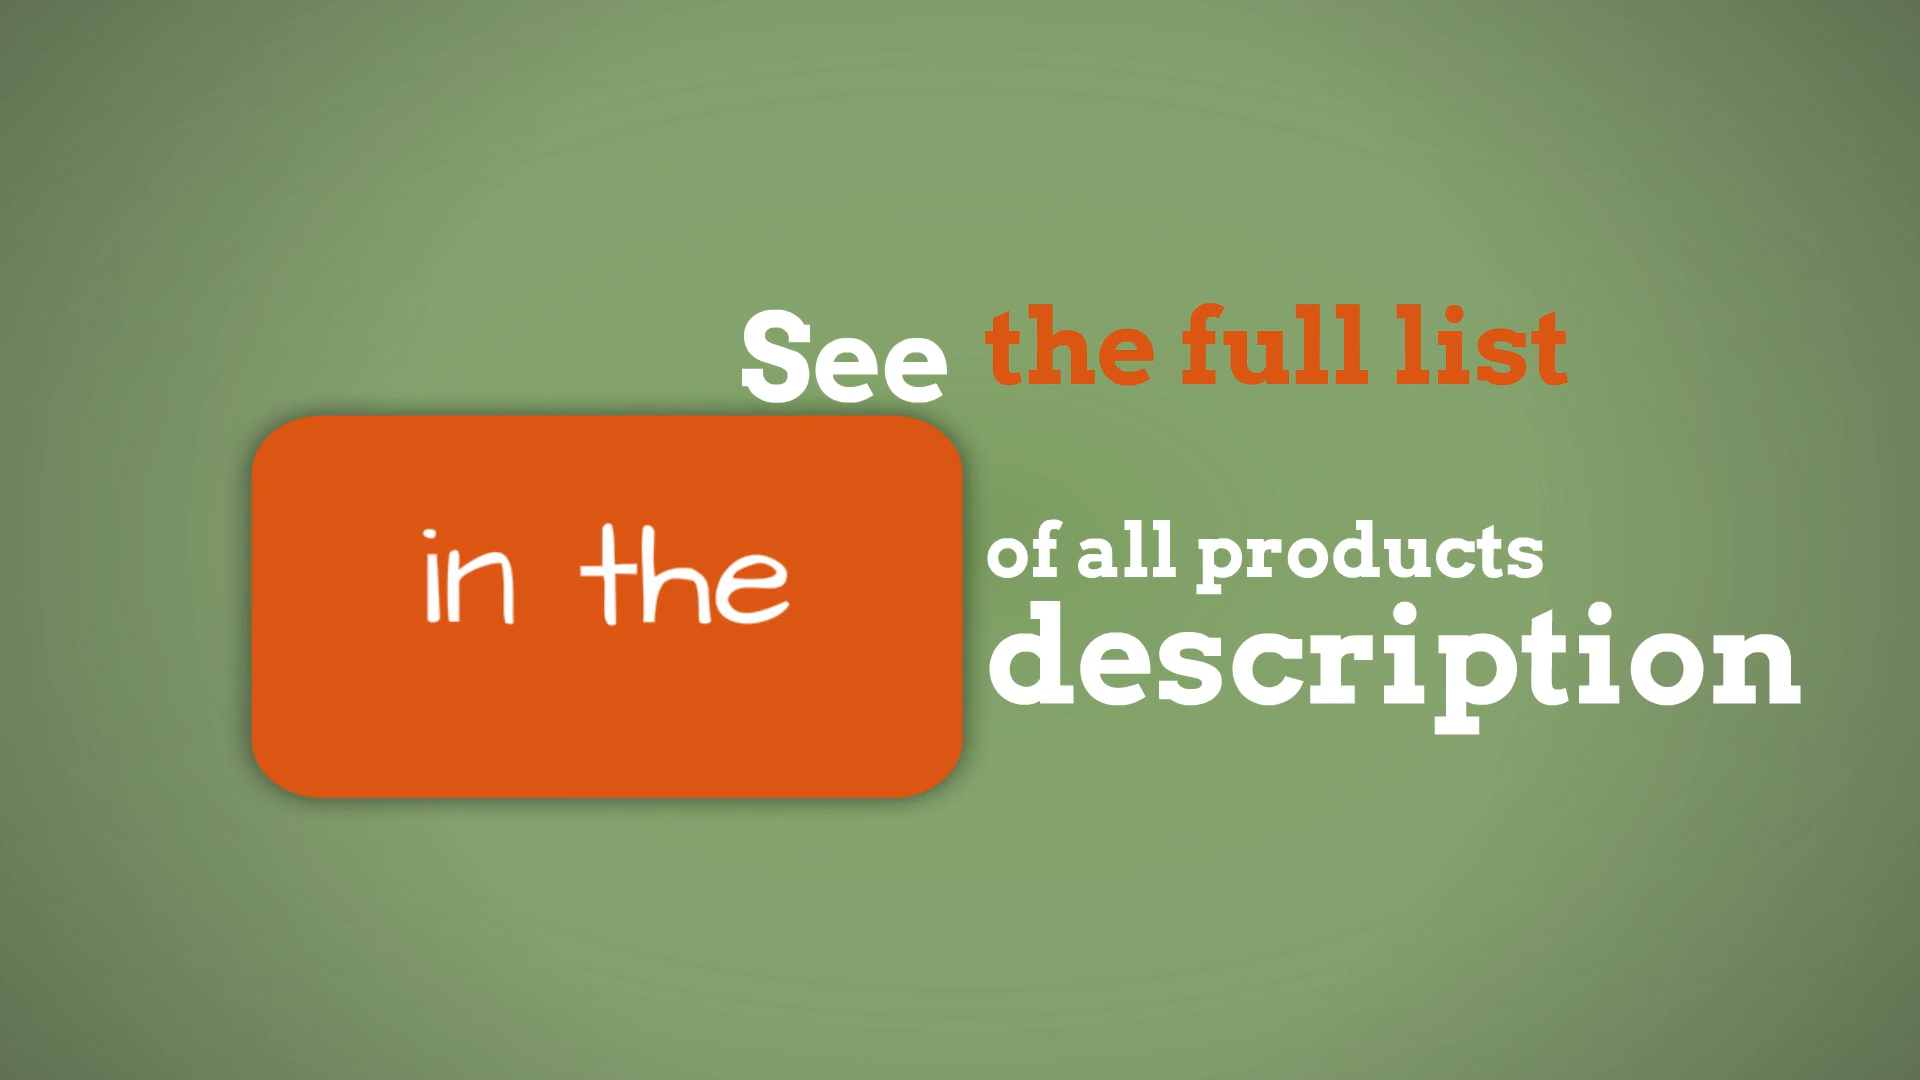 See the full list
of all products
in the
description